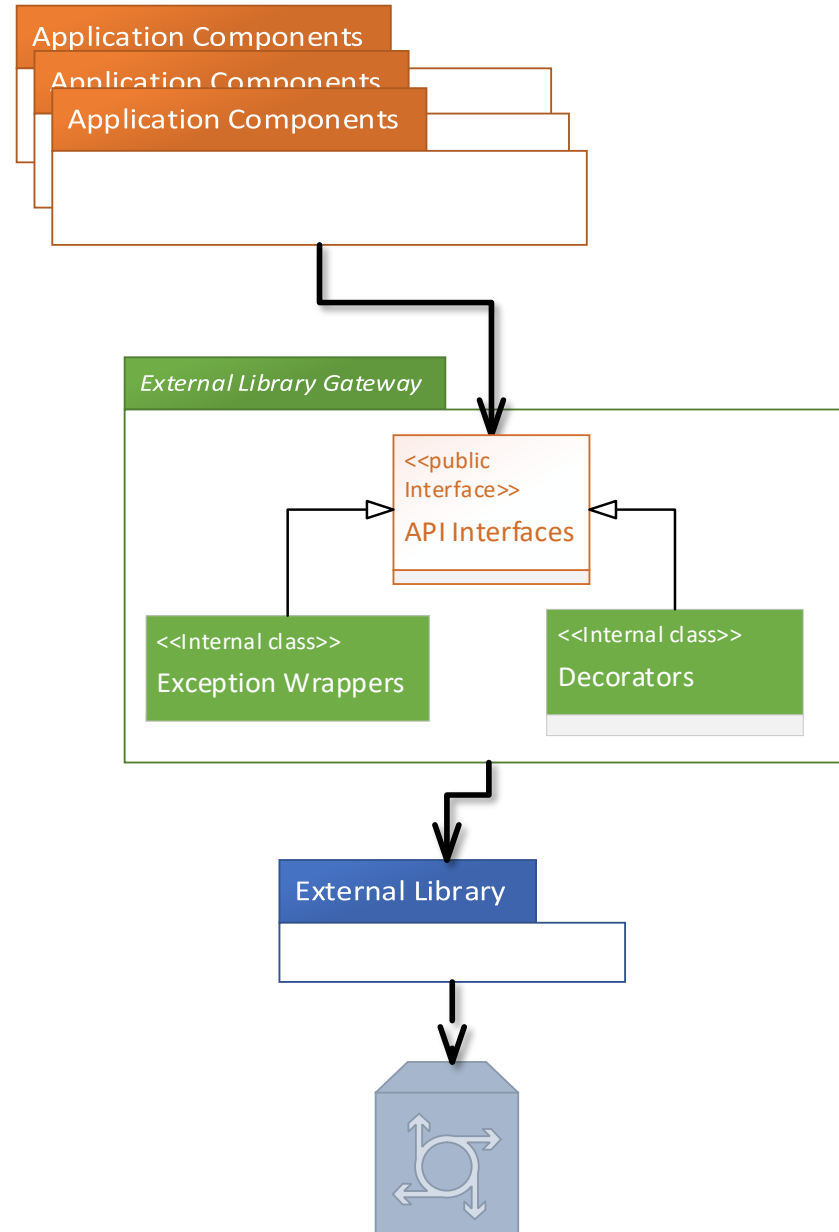 Application Components
Application Components
Application Components
External Library Gateway
<<public
Interface>>
API Interfaces
<<Internal class>>
Exception Wrappers
<<Internal class>>
Decorators
External Library